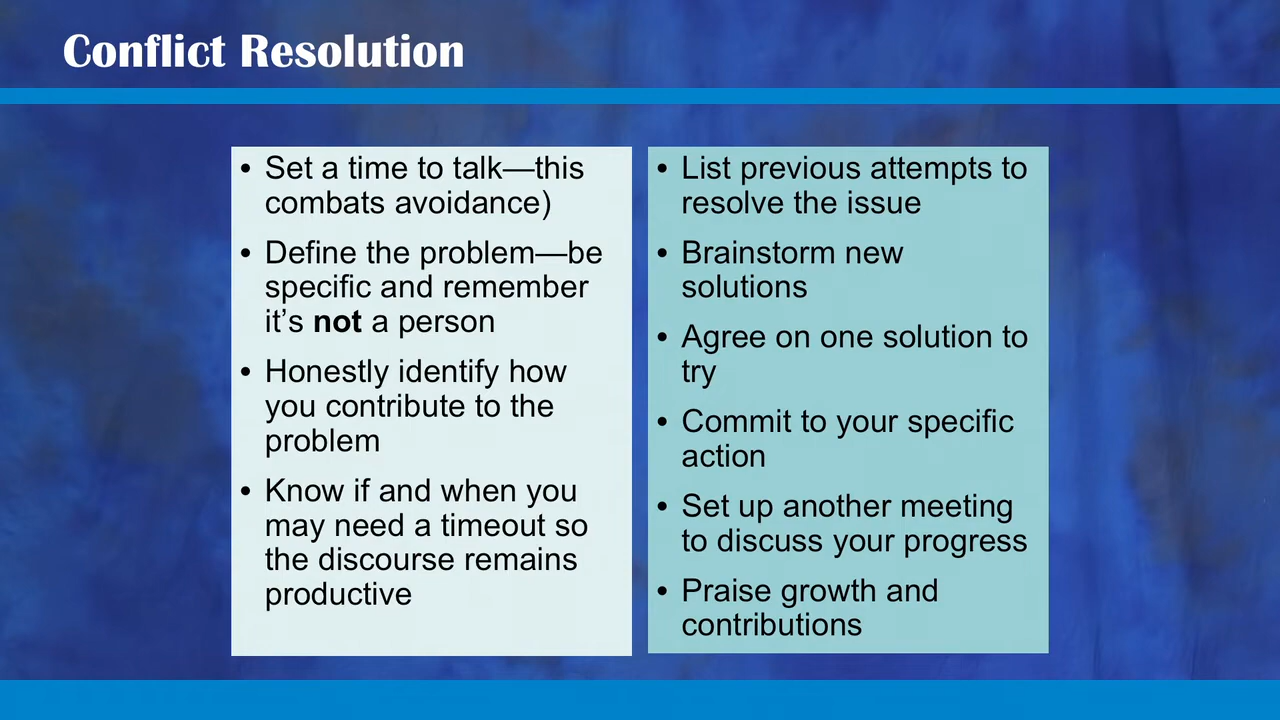 Conflict Resolution
• Set a time to talk—this
combats avoidance)
• Define the problem—be
specific and remember
it’s not a person
• Honestly identify how
you contribute to the
problem
• Know if and when you
may need a timeout so
the discourse remains
productive
• List previous attempts to
resolve the issue
• Brainstorm new
solutions
• Agree on one solution to
try
• Commit to your specific
action
• Set up another meeting
to discuss your progress
• Praise growth and
contributions